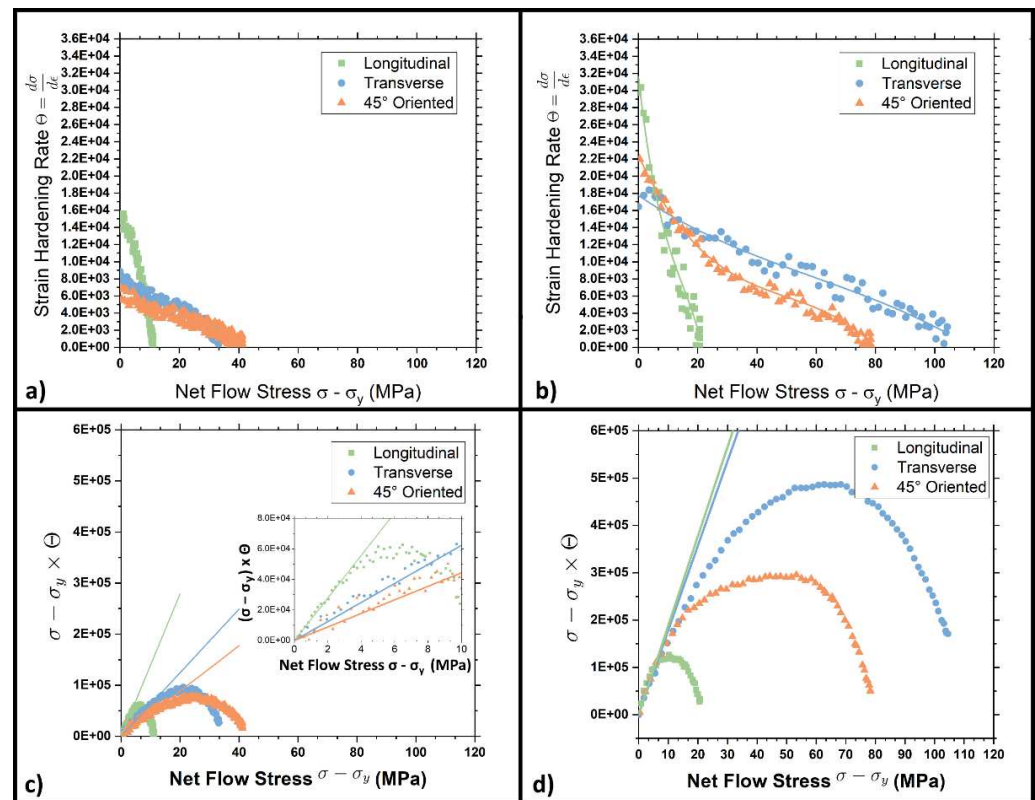 3.6E+04
3.3E+04
3.0E+04
2.7E+04
2.4E+04
2.1E+04
1.8E+04
1.6E+04
1.4E+04
1.2E+04
1.0E+04
8.0E+03
6.0E+03
4.0E+03
2.0E+03
0.0E+00
Strain Hardening Rate Θ = dσ/dϵ
Longitudinal
Transverse
45° Oriented
0 20 40 60 80 100 120
Net Flow Stress σ - σy (MPa)
a)
3.6E+04
3.4E+04
3.2E+04
3.0E+04
2.8E+04
2.6E+04
2.4E+04
2.2E+04
2.0E+04
1.8E+04
1.6E+04
1.4E+04
1.2E+04
1.0E+04
8.0E+03
6.0E+03
4.0E+03
2.0E+03
0.0E+00
Strain Hardening Rate Θ = dσ/dϵ
Longitudinal
Transverse
45° Oriented
0 20 40 60 80 100 120
Net Flow Stress σ - σy (MPa)
b)
6E+05
5E+05
4E+05
3E+05
2E+05
1E+05
0E+00
σ − σy × Θ
Longitudinal
Transverse
45° Oriented
8.0E+04
6.0E+04
4.0E+04
2.0E+04
0.0E+00
(σ − σy) x Θ
0 2 4 6 8 10
Net Flow Stress σ - σy (MPa)
0 20 40 60 80 100 120
Net Flow Stress σ − σy (MPa)
c)
6E+05
5E+05
4E+05
3E+05
2E+05
1E+05
0E+00
σ − σy × Θ
Longitudinal
Transverse
45° Oriented
0 10 20 30 40 50 60 70 80 90 100 110 120
Net Flow Stress σ − σy (MPa)
d)